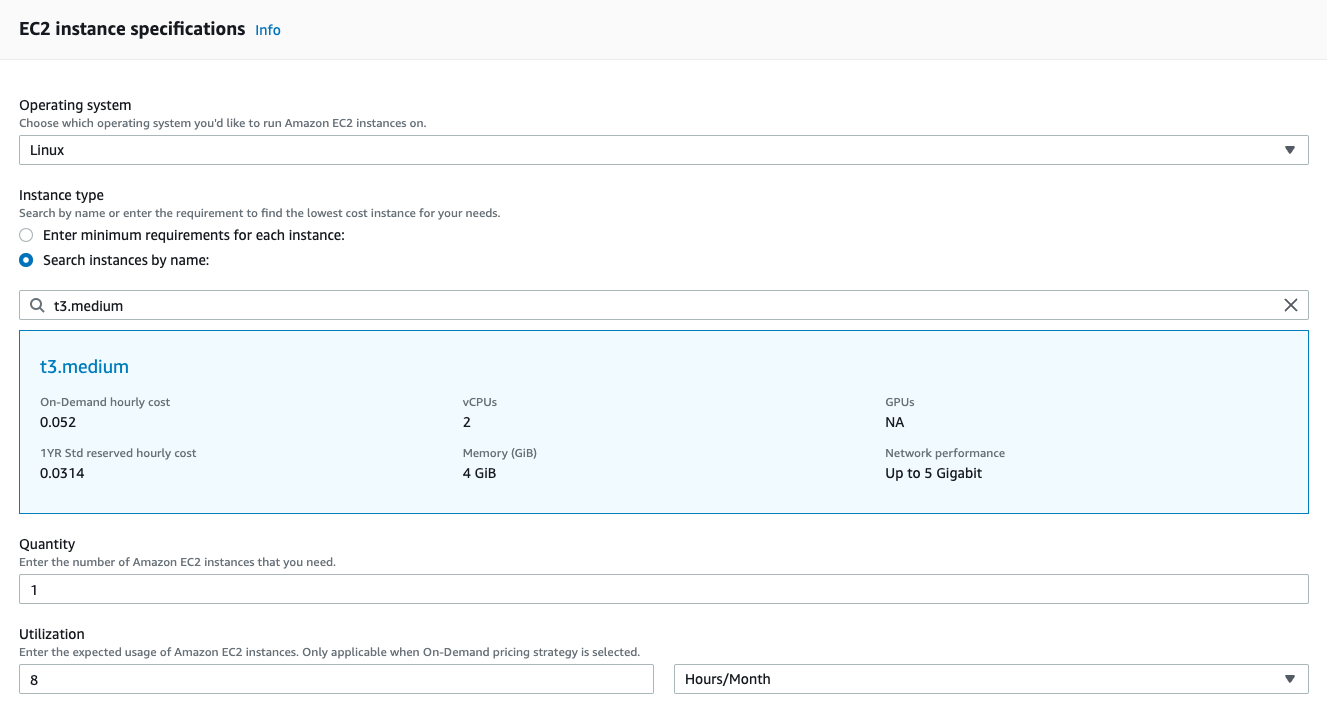 EC2 instance specifications Info
Operating system
Choose which operating system you'd like to run Amazon EC2 instances on.
Linux
Instance type
Search by name or enter the requirement to find the lowest cost instance for your needs.
Enter minimum requirements for each instance:
Search instances by name:
t3.medium
t3.medium
On-Demand hourly cost vCPUs GPUs
0.052 2 NA
1YR Std reserved hourly cost Memory (GiB) Network performance
0.0314 4 GiB Up to 5 Gigabit
Quantity
Enter the number of Amazon EC2 instances that you need.
1
Utilization
Enter the expected usage of Amazon EC2 instances. Only applicable when On-Demand pricing strategy is selected.
8 Hours/Month